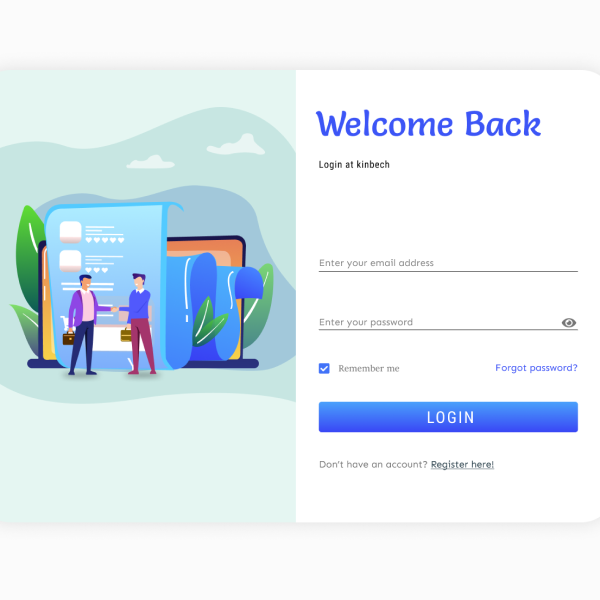 Welcome Back
Login at kinbech
Enter your email address
Enter your password
Remember me
Forgot password?
LOGIN
Don't have an account? Register here!